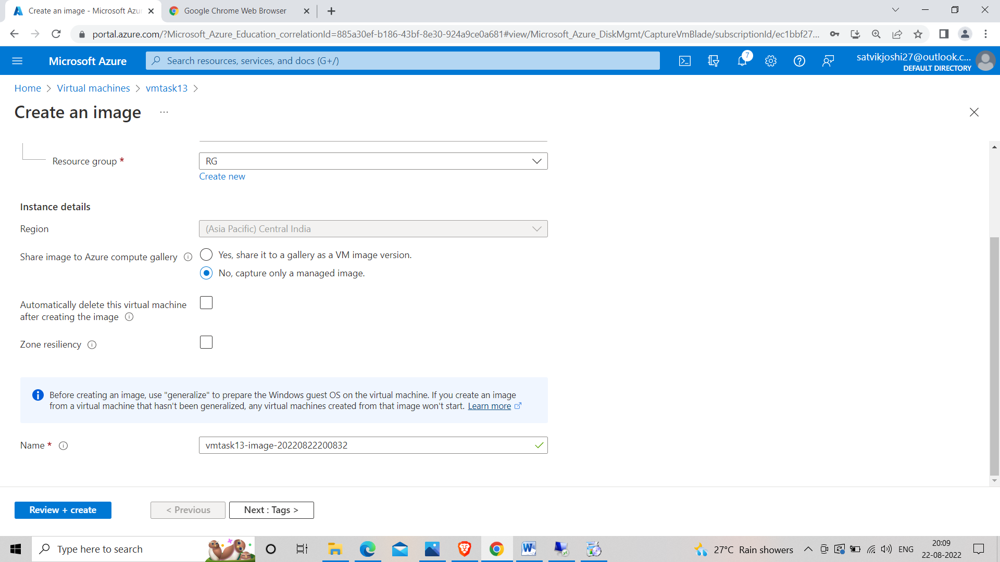 Create an image - Microsoft Azur
Google Chrome Web Browser
portal.azure.com/?Microsoft_Azure_Education_correlationId=885a30ef-b186-43bf-8e30-924a9ce0a681#view/Microsoft_Azure_DiskMgmt/CaptureVmBlade/subscriptionId/ec1bbf27...
Microsoft Azure
Search resources, services, and docs (G+/)
7
satvikjoshi27@outlook.c...
DEFAULT DIRECTORY
Home > Virtual machines > vmtask13 >
Create an image ...
Resource group *
RG
Create new
Instance details
Region
(Asia Pacific) Central India
Share image to Azure compute gallery
Yes, share it to a gallery as a VM image version.
No, capture only a managed image.
Automatically delete this virtual machine
after creating the image
Zone resiliency
Before creating an image, use "generalize" to prepare the Windows guest OS on the virtual machine. If you create an image
from a virtual machine that hasn't been generalized, any virtual machines created from that image won't start. Learn more
Name *
vmtask13-image-20220822200832
Review + create
< Previous
Next : Tags >
Type here to search
27°C Rain showers
ENG
20:09
22-08-2022